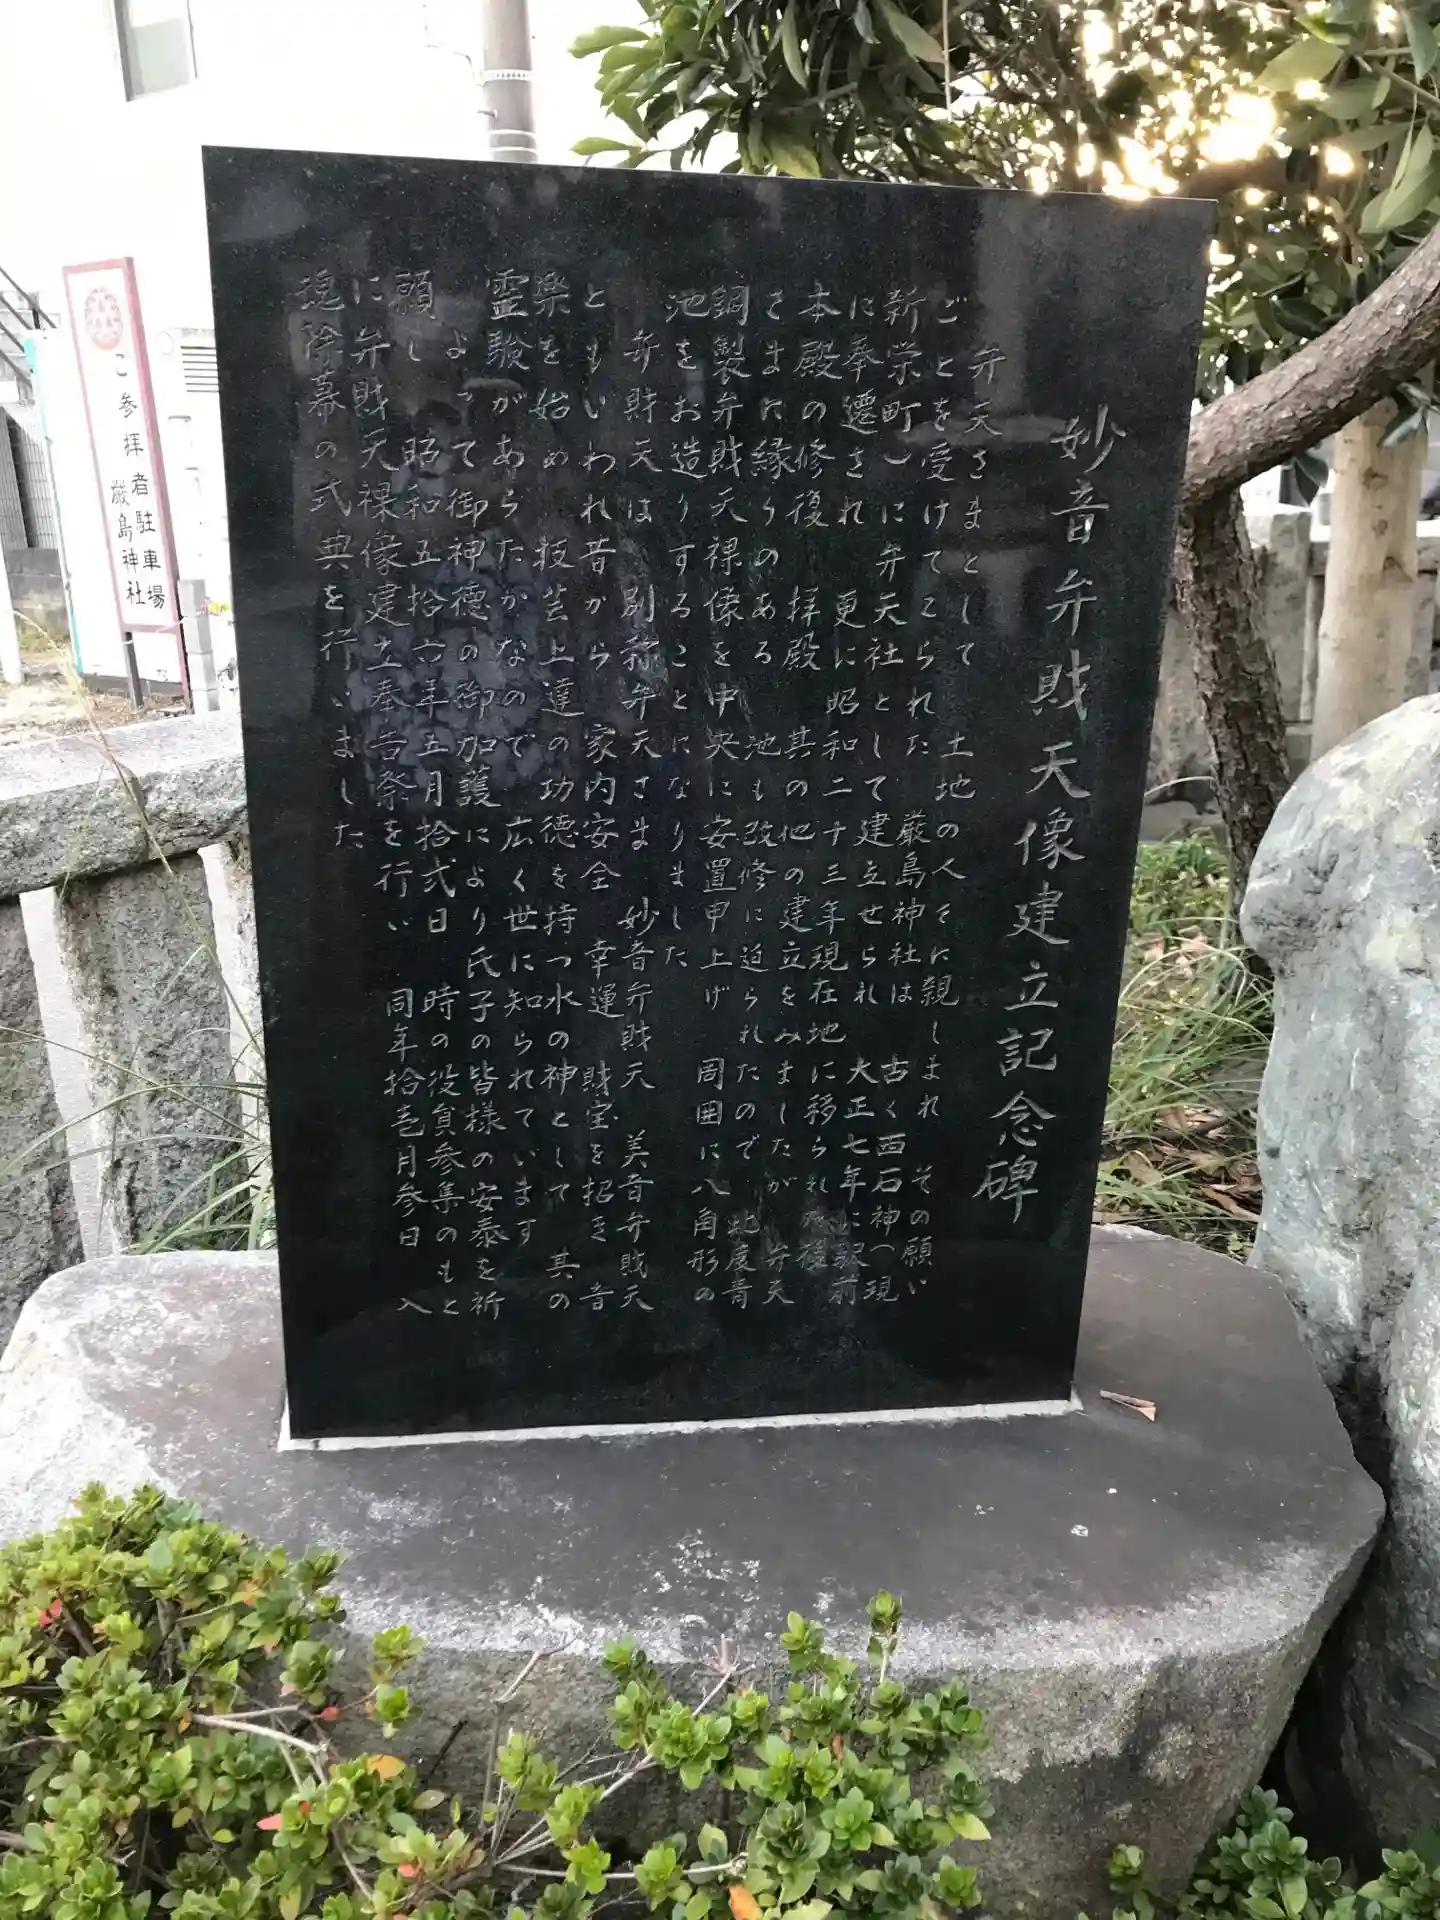 妙音弁財天像建立記念碑
弁天さまとして 土地の人々に親しまれ その願い
ごとを受けてこられた 厳島神社は 古く西石神(現
新栄町)に弁天社として建立せられ 大正七年に駅前
に奉遷され 更に昭和二十三年現在地に移られた後
本殿の修復 拝殿 其の他の建立をみましたが 弁天
さまに縁りのある 池も改修に迫られたので 此度青
銅製弁財天裸像を中央に安置申上げ 周囲に八角形の
池をお造りすることになりました
弁財天は 別称弁天さま 妙音弁財天 美音弁財天
ともいわれ昔から 家内安全 幸運 財宝を招き 音
楽を始め 技芸上達の功徳を持つ水の神として 其の
霊験があらたかなので 広く世に知られています
よって御神徳の御加護により氏子の皆様の安泰を祈
願し 昭和五拾六年五月拾弐日 時の役員参集のもと
に弁財天裸像建立奉告祭を行い 同年拾壱月参日 入
魂除幕の式典を行いました
ご参拝者駐車場
厳島神社